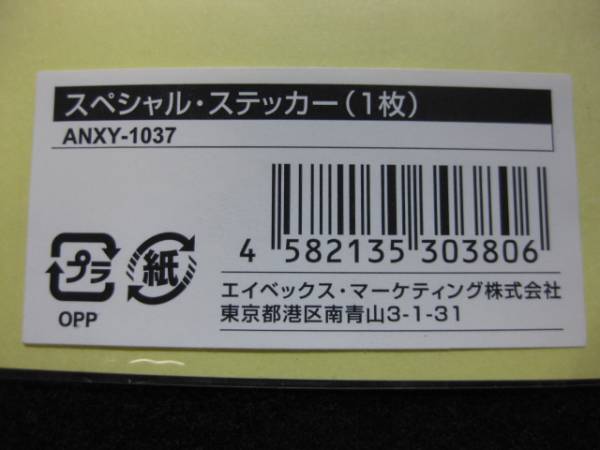 スペシャル・ステッカー(1枚)
ANXY-1037
4 582135 303806
プラ
紙
OPP
エイベックス・マーケティング株式会社
東京都港区南青山3-1-31